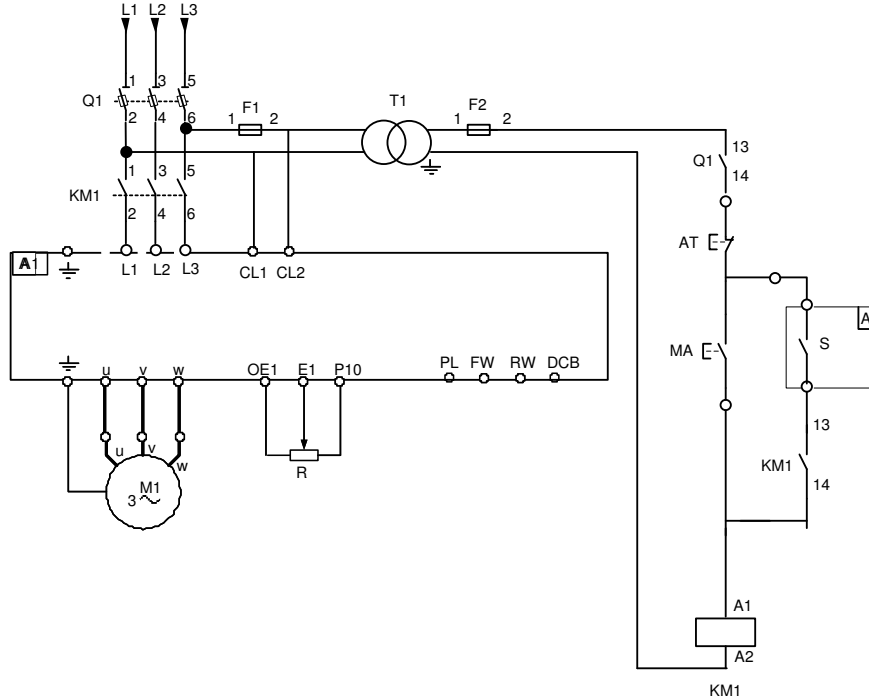 L1 L2 L3
1 3 5
Q1
2 4 6
F1
1 2
T1
F2
1 2
13
Q1
14
1 3 5
KM1
2 4 6
AT
A1
L1 L2 L3 CL1 CL2
A
S
MA
u v w OE1 E1 P10 PL FW RW DCB
13
u v w
R
KM1
14
M1
3
A1
A2
KM1